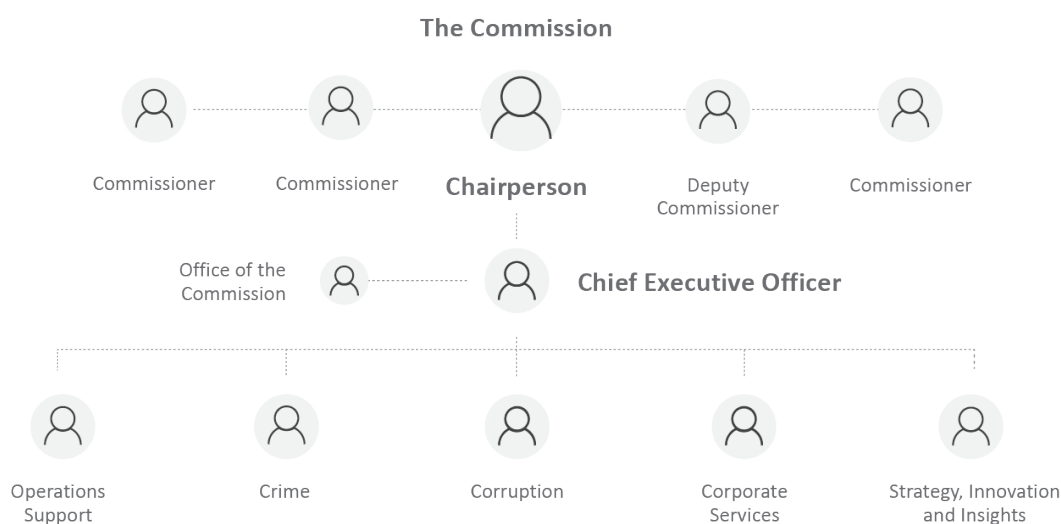 The Commission
Commissioner
Commissioner
Chairperson
Deputy
Commissioner
Commissioner
Office of the
Commission
Chief Executive Officer
Operations
Support
Crime
Corruption
Corporate
Services
Strategy, Innovation
and Insights